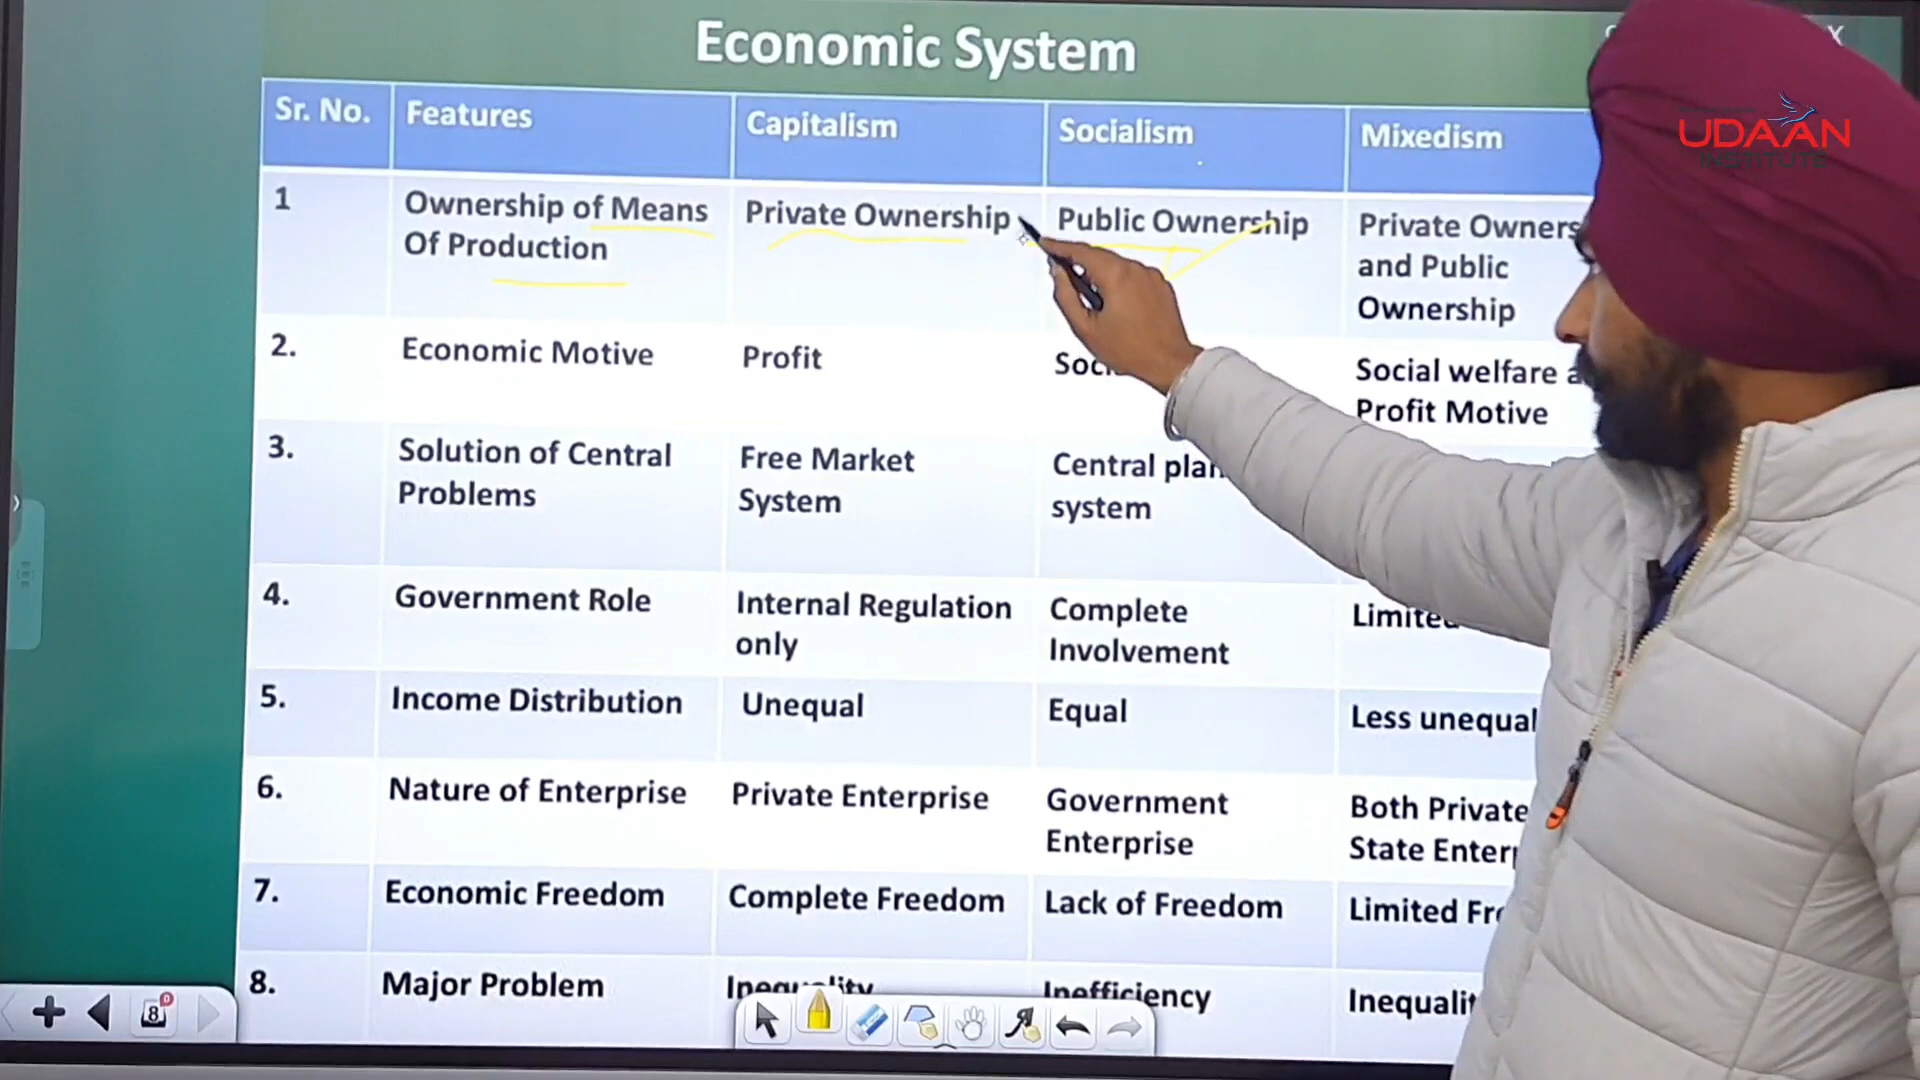 Economic System
Sr. No. Features Capitalism Socialism Mixedism
1 Ownership of Means Private Ownership Public Ownership Private
Of Production and Public
Ownership
2. Economic Motive Profit Social welfare
Profit Motive
3. Solution of Central Free Market Central
Problems System system
4. Government Role Internal Regulation Complete
only Involvement
5. Income Distribution Unequal Equal Less unequal
6. Nature of Enterprise Private Enterprise Government Both Private
Enterprise State
7. Economic Freedom Complete Freedom Lack of Freedom Limited
8. Major Problem Inequality Inefficiency
UDAAN
INSTITUTE
8
0
X